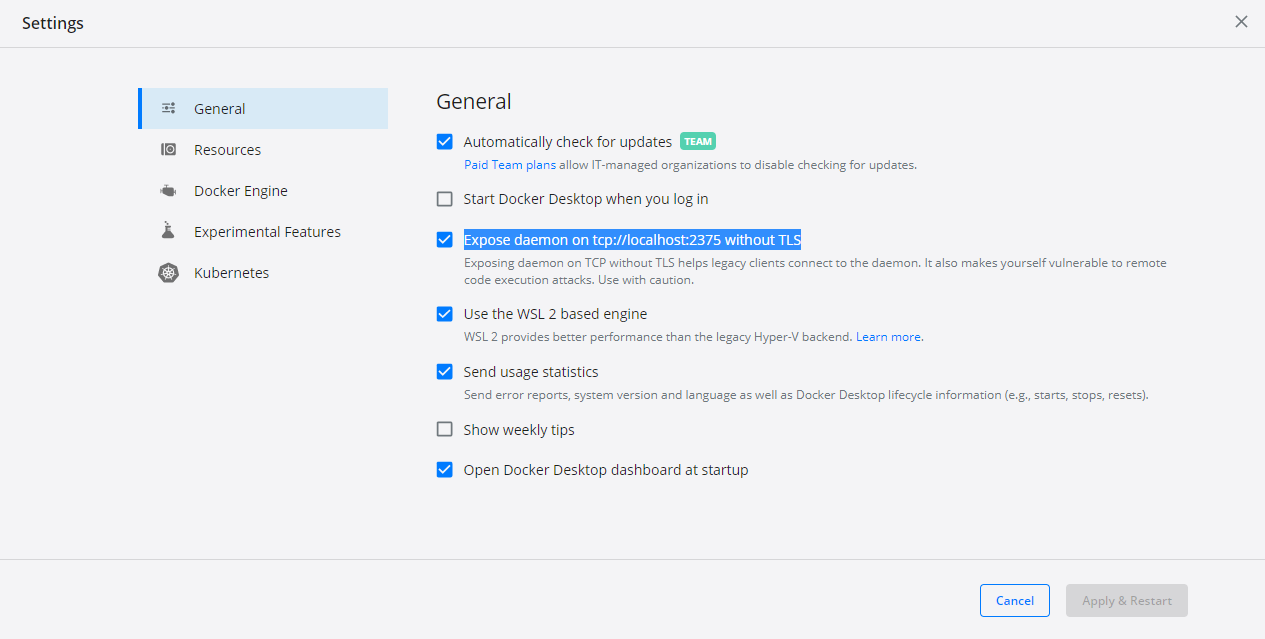 Settings
General
Resources
Docker Engine
Experimental Features
Kubernetes
General
Automatically check for updates TEAM
Paid Team plans allow IT-managed organizations to disable checking for updates.
Start Docker Desktop when you log in
Expose daemon on tcp://localhost:2375 without TLS
Exposing daemon on TCP without TLS helps legacy clients connect to the daemon. It also makes yourself vulnerable to remote
code execution attacks. Use with caution.
Use the WSL 2 based engine
WSL 2 provides better performance than the legacy Hyper-V backend. Learn more.
Send usage statistics
Send error reports, system version and language as well as Docker Desktop lifecycle information (e.g., starts, stops, resets).
Show weekly tips
Open Docker Desktop dashboard at startup
Cancel
Apply & Restart